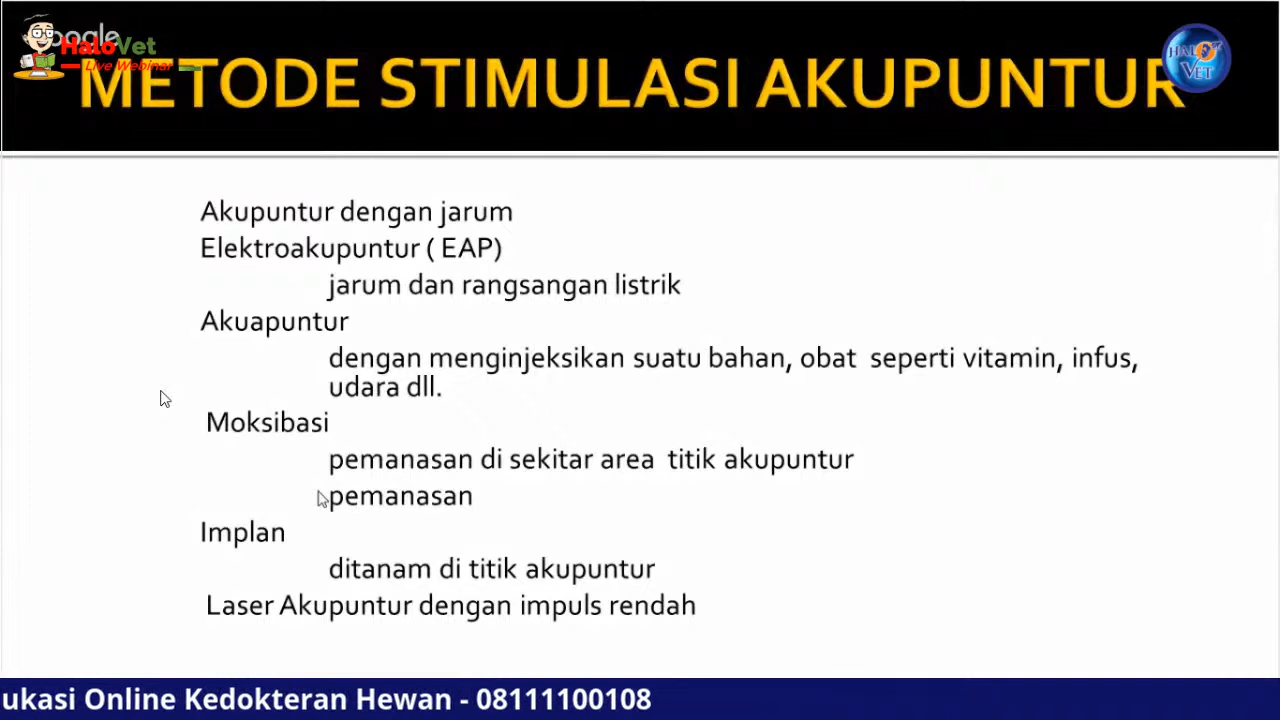 Google
HaloVet
Live Webinar
HALO VET
METODE STIMULASI AKUPUNTUR
Akupuntur dengan jarum
Elektroakupuntur ( EAP)
jarum dan rangsangan listrik
Akuapuntur
dengan menginjeksikan suatu bahan, obat seperti vitamin, infus,
udara dll.
Moksibasi
pemanasan di sekitar area titik akupuntur
pemanasan
Implan
ditanam di titik akupuntur
Laser Akupuntur dengan impuls rendah
ukasi Online Kedokteran Hewan - 08111100108